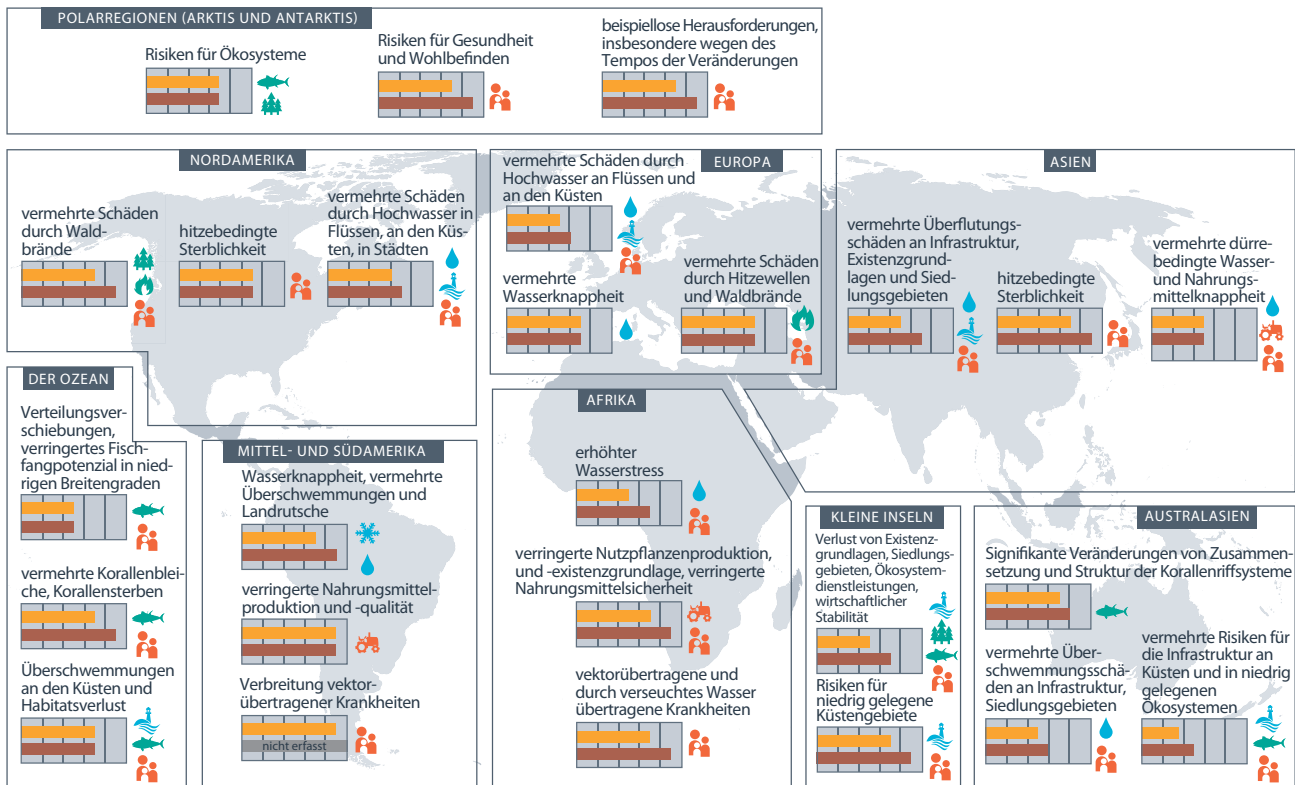 POLARREGIONEN (ARKTIS UND ANTARKTIS)
Risiken für Ökosysteme
Risiken für Gesundheit
und Wohlbefinden
beispiellose Herausforderungen,
insbesondere wegen des
Tempos der Veränderungen
NORDAMERIKA
vermehrte Schäden
durch Wald-
brände
hitzebedingte
Sterblichkeit
vermehrte Schäden
durch Hochwasser in
Flüssen, an den Küs-
ten, in Städten
EUROPA
vermehrte Schäden durch
Hochwasser an Flüssen und
an den Küsten
vermehrte
Wasserknappheit
vermehrte Schäden
durch Hitzewellen
und Waldbrände
ASIEN
vermehrte Überflutungs-
schäden an Infrastruktur,
Existenzgrund-
lagen und Sied-
lungsgebieten
hitzebedingte
Sterblichkeit
vermehrte dürre-
bedingte Wasser-
und Nahrungs-
mittelknappheit
DER OZEAN
Verteilungsver-
schiebungen,
verringertes Fisch-
fangpotenzial in nied-
rigen Breitengraden
vermehrte Korallenblei-
che, Korallensterben
Überschwemmungen
an den Küsten und
Habitatsverlust
MITTEL- UND SÜDAMERIKA
Wasserknappheit, vermehrte
Überschwemmungen und
Landrutsche
verringerte Nahrungsmittel-
produktion und -qualität
Verbreitung vektor-
übertragener Krankheiten
nicht erfasst
AFRIKA
erhöhter
Wasserstress
verringerte Nutzpflanzenproduktion,
und -existenzgrundlage, verringerte
Nahrungsmittelsicherheit
vektorübertragene und
durch verseuchtes Wasser
übertragene Krankheiten
KLEINE INSELN
Verlust von Existenz-
grundlagen, Siedlungs-
gebieten, Ökosystem-
dienstleistungen,
wirtschaftlicher
Stabilität
Risiken für
niedrig gelegene
Küstengebiete
AUSTRALASIEN
Signifikante Veränderungen von Zusammen-
setzung und Struktur der Korallenriffsysteme
vermehrte Über-
schwemmungsschä-
den an Infrastruktur,
Siedlungsgebieten
vermehrte Risiken für
die Infrastruktur an
Küsten und in niedrig
gelegenen
Ökosystemen